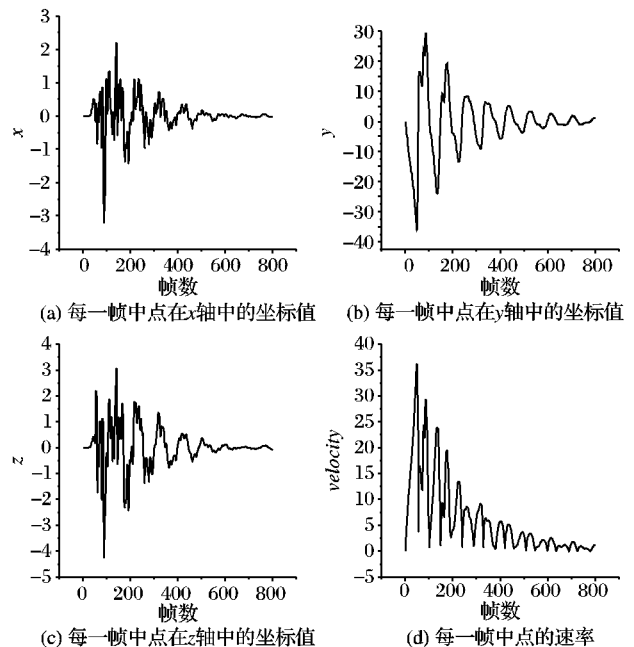 3
2
1
0
-1
-2
-3
-4
x
0 200 400 600 800
帧数
(a) 每一帧中点在x轴中的坐标值
30
20
10
0
-10
-20
-30
-40
y
0 200 400 600 800
帧数
(b) 每一帧中点在y轴中的坐标值
4
3
2
1
0
-1
-2
-3
-4
-5
z
0 200 400 600 800
帧数
(c) 每一帧中点在z轴中的坐标值
40
35
30
25
20
15
10
5
0
-5
velocity
0 200 400 600 800
帧数
(d) 每一帧中点的速率